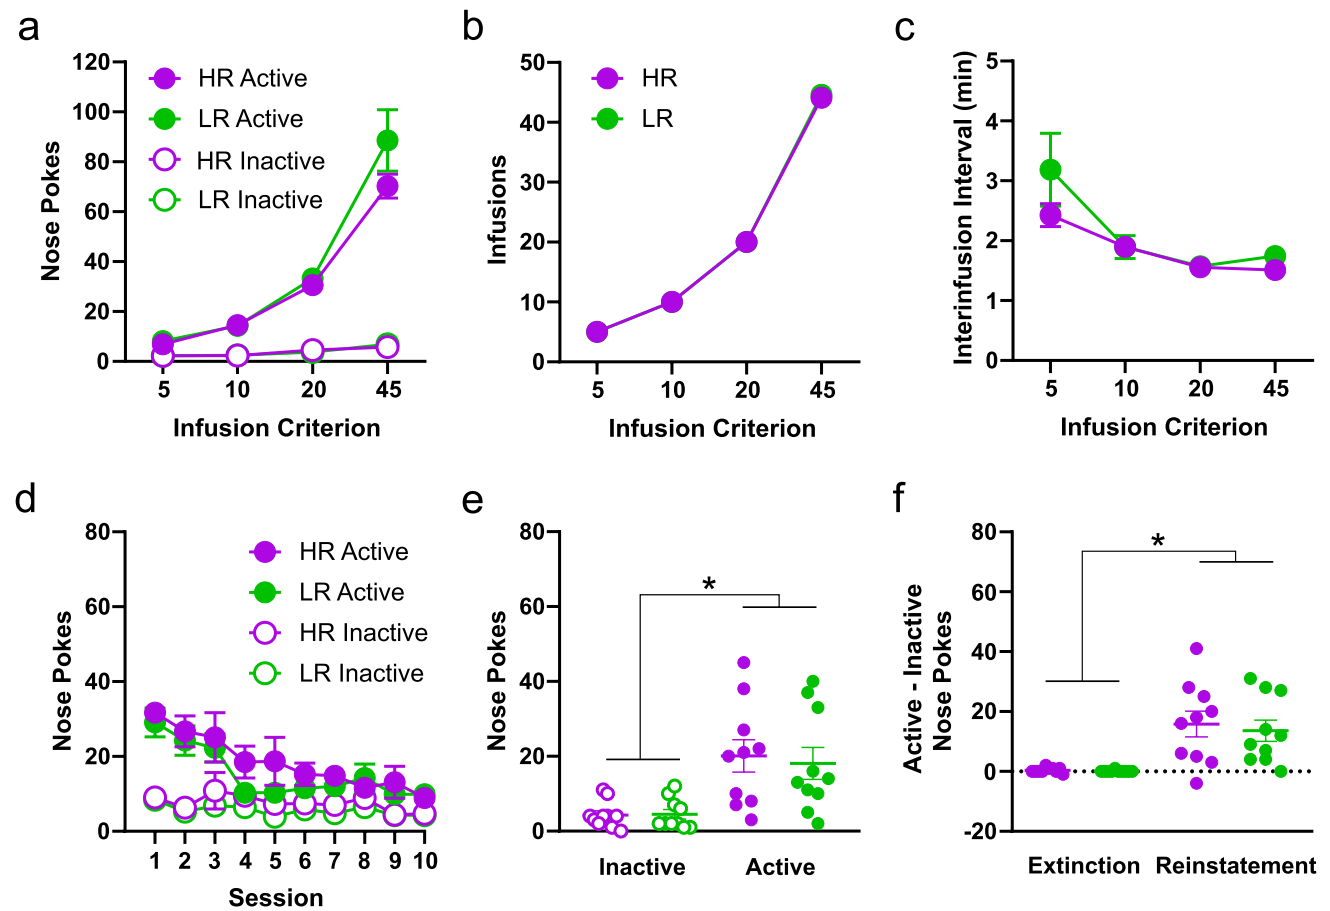 a
120
100
80
60
40
20
0
Nose Pokes
HR Active
LR Active
HR Inactive
LR Inactive
5 10 20 45
Infusion Criterion
b
50
40
30
20
10
0
Infusions
HR
LR
5 10 20 45
Infusion Criterion
c
5
4
3
2
1
0
Interinfusion Interval (min)
5 10 20 45
Infusion Criterion
d
80
60
40
20
0
Nose Pokes
HR Active
LR Active
HR Inactive
LR Inactive
1 2 3 4 5 6 7 8 9 10
Session
e
80
60
40
20
0
Nose Pokes
*
Inactive Active
f
80
60
40
20
0
-20
Active - Inactive
Nose Pokes
*
Extinction Reinstatement